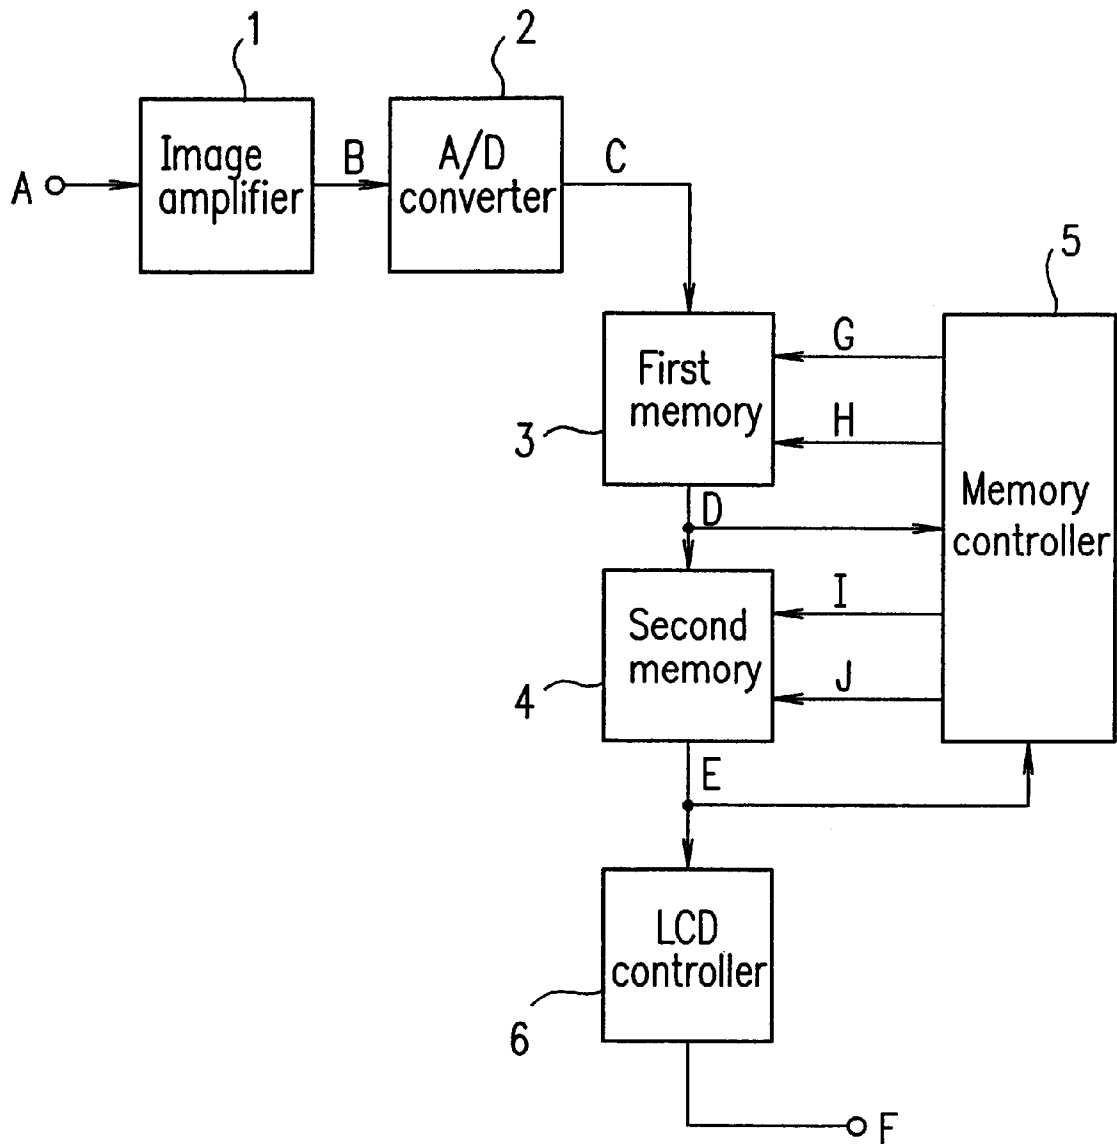 1
2
Image
amplifier
A/D
converter
A
B
C
5
First
memory
3
G
H
D
Memory
controller
Second
memory
4
I
J
E
LCD
controller
6
F